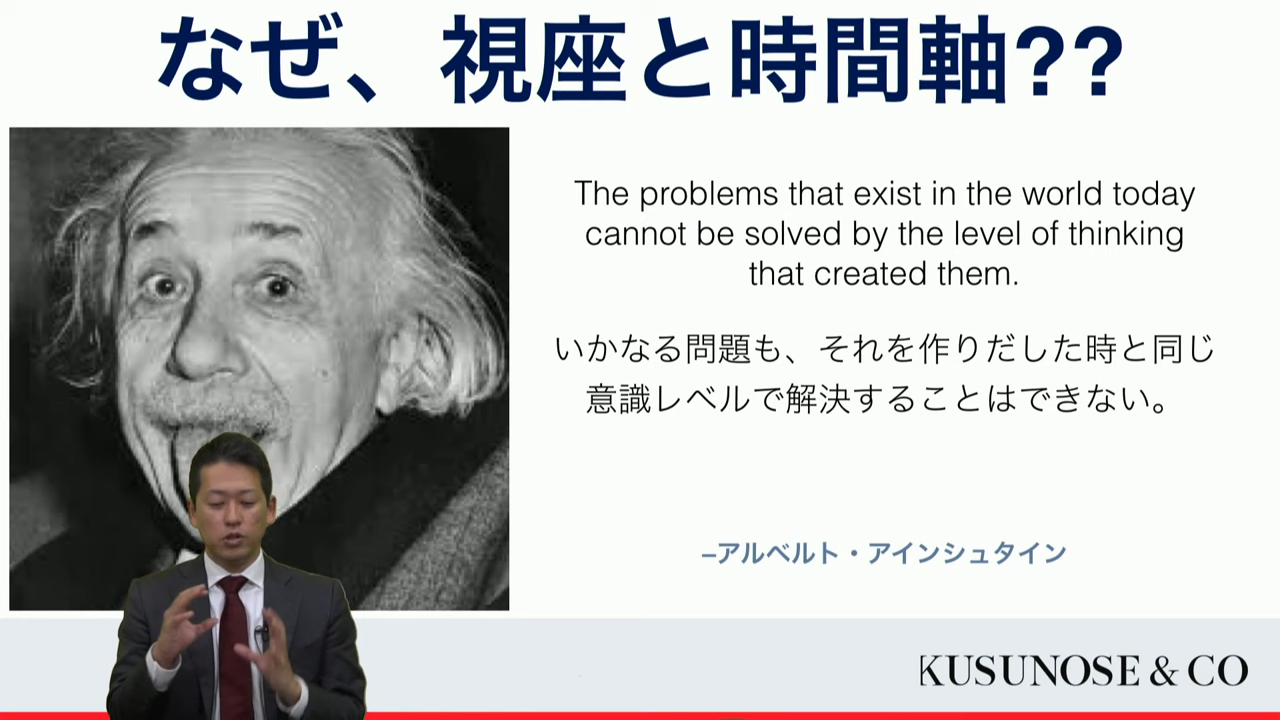 なぜ、視座と時間軸??
The problems that exist in the world today
cannot be solved by the level of thinking
that created them.
いかなる問題も、それを作りだした時と同じ
意識レベルで解決することはできない。
–アルベルト・アインシュタイン
KUSUNOSE & CO